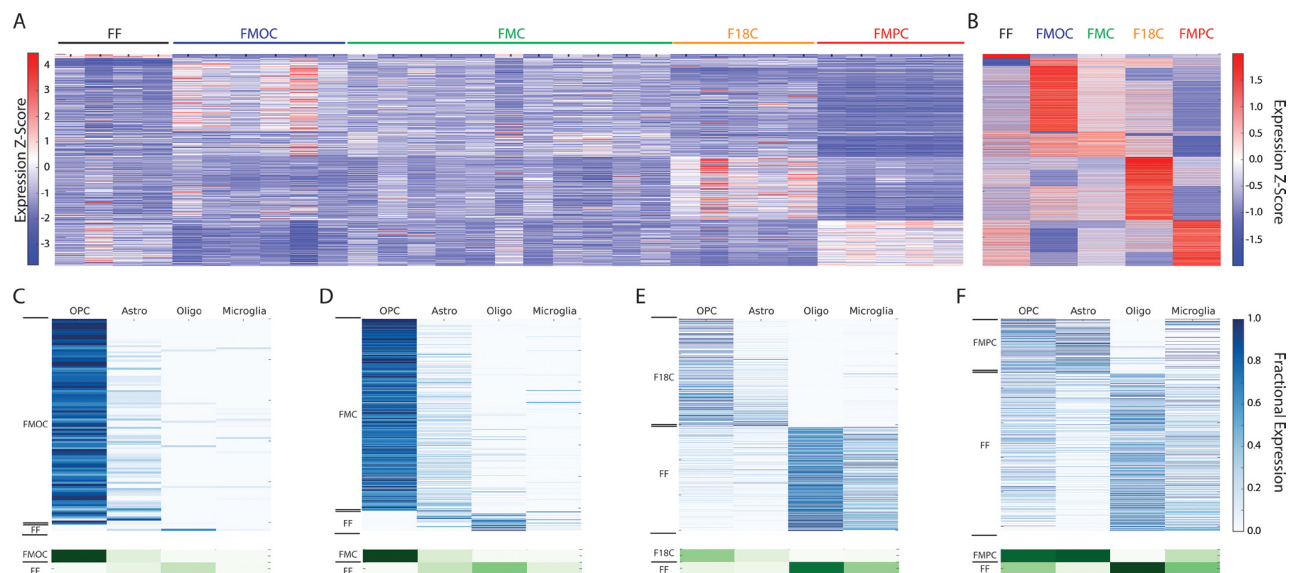 A
FF FMOC FMC F18C FMPC
Expression Z-Score
4
3
2
1
0
-1
-2
-3
B
FF FMOC FMC F18C FMPC
1.5
1.0
0.5
0.0
-0.5
-1.0
-1.5
Expression Z-Score
C
OPC Astro Oligo Microglia
FMOC
FF
FMOC
FF
D
OPC Astro Oligo Microglia
FMC
FF
FMC
FF
E
OPC Astro Oligo Microglia
F18C
FF
F18C
FF
F
OPC Astro Oligo Microglia
FMPC
FF
FMPC
FF
1.0
0.8
0.6
0.4
0.2
0.0
Fractional Expression